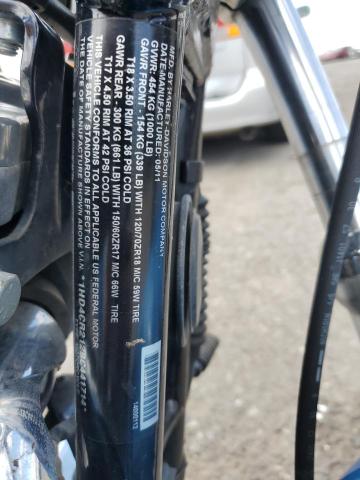 MFD. BY HARLEY-DAVIDSON MOTOR COMPANY
DATE OF MANUFACTURED: 05/11
GVWR: 454 KG (1000 LB)
GAWR FRONT - 154 KG (339 LB) WITH 120/70ZR18 M/C 59W TIRE
T18 X 3.50 RIM AT 36 PSI COLD
GAWR REAR - 300 KG (661 LB) WITH 150/60ZR17 M/C 66W TIRE
T17 X 4.50 RIM AT 42 PSI COLD
THIS VEHICLE CONFORMS TO ALL APPLICABLE US FEDERAL MOTOR
VEHICLE SAFETY STANDARDS IN EFFECT ON
THE DATE OF MANUFACTURE SHOWN ABOVE V.I.N.
14000112